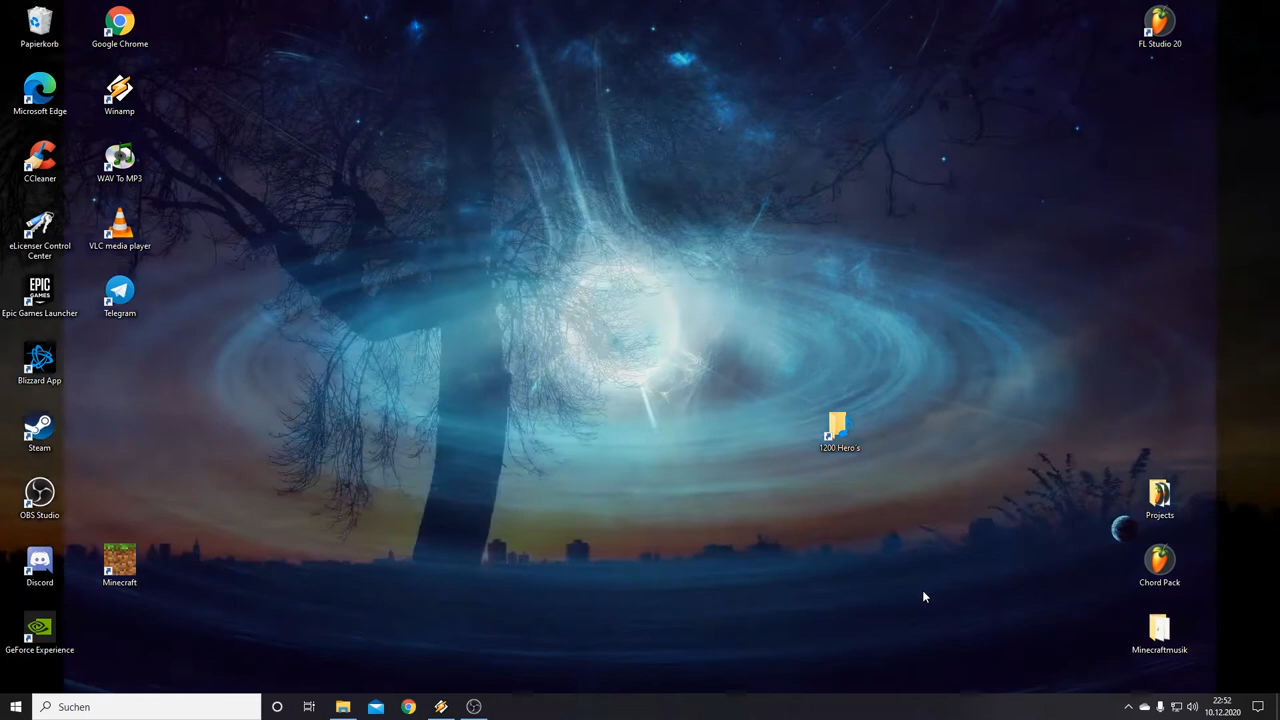 Papierkorb
Google Chrome
FL Studio 20
Microsoft Edge
Winamp
CCleaner
WAV To MP3
eLicenser Control
Center
VLC media player
EPIC
GAMES
Epic Games Launcher
Telegram
Blizzard App
Steam
1200 Hero's
OBS Studio
Projects
Discord
Minecraft
Chord Pack
GeForce Experience
Minecraftmusik
Suchen
22:52
10.12.2020